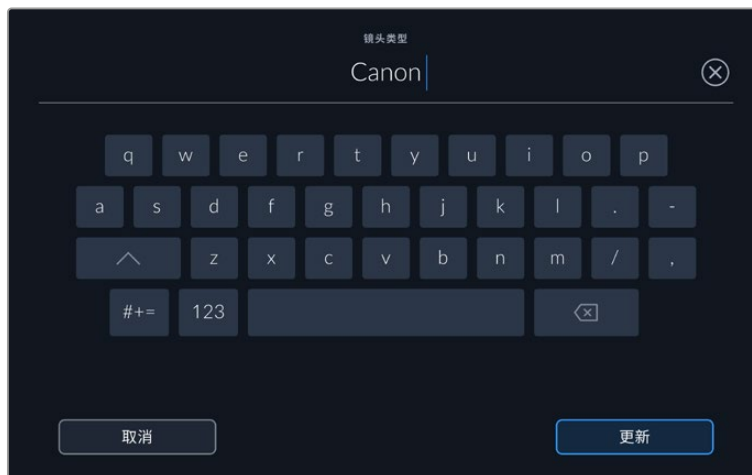 镜头类型
Canon
q w e r t y u i o p
a s d f g h j k l . -
z x c v b n m / ,
#+= 123
取消 更新